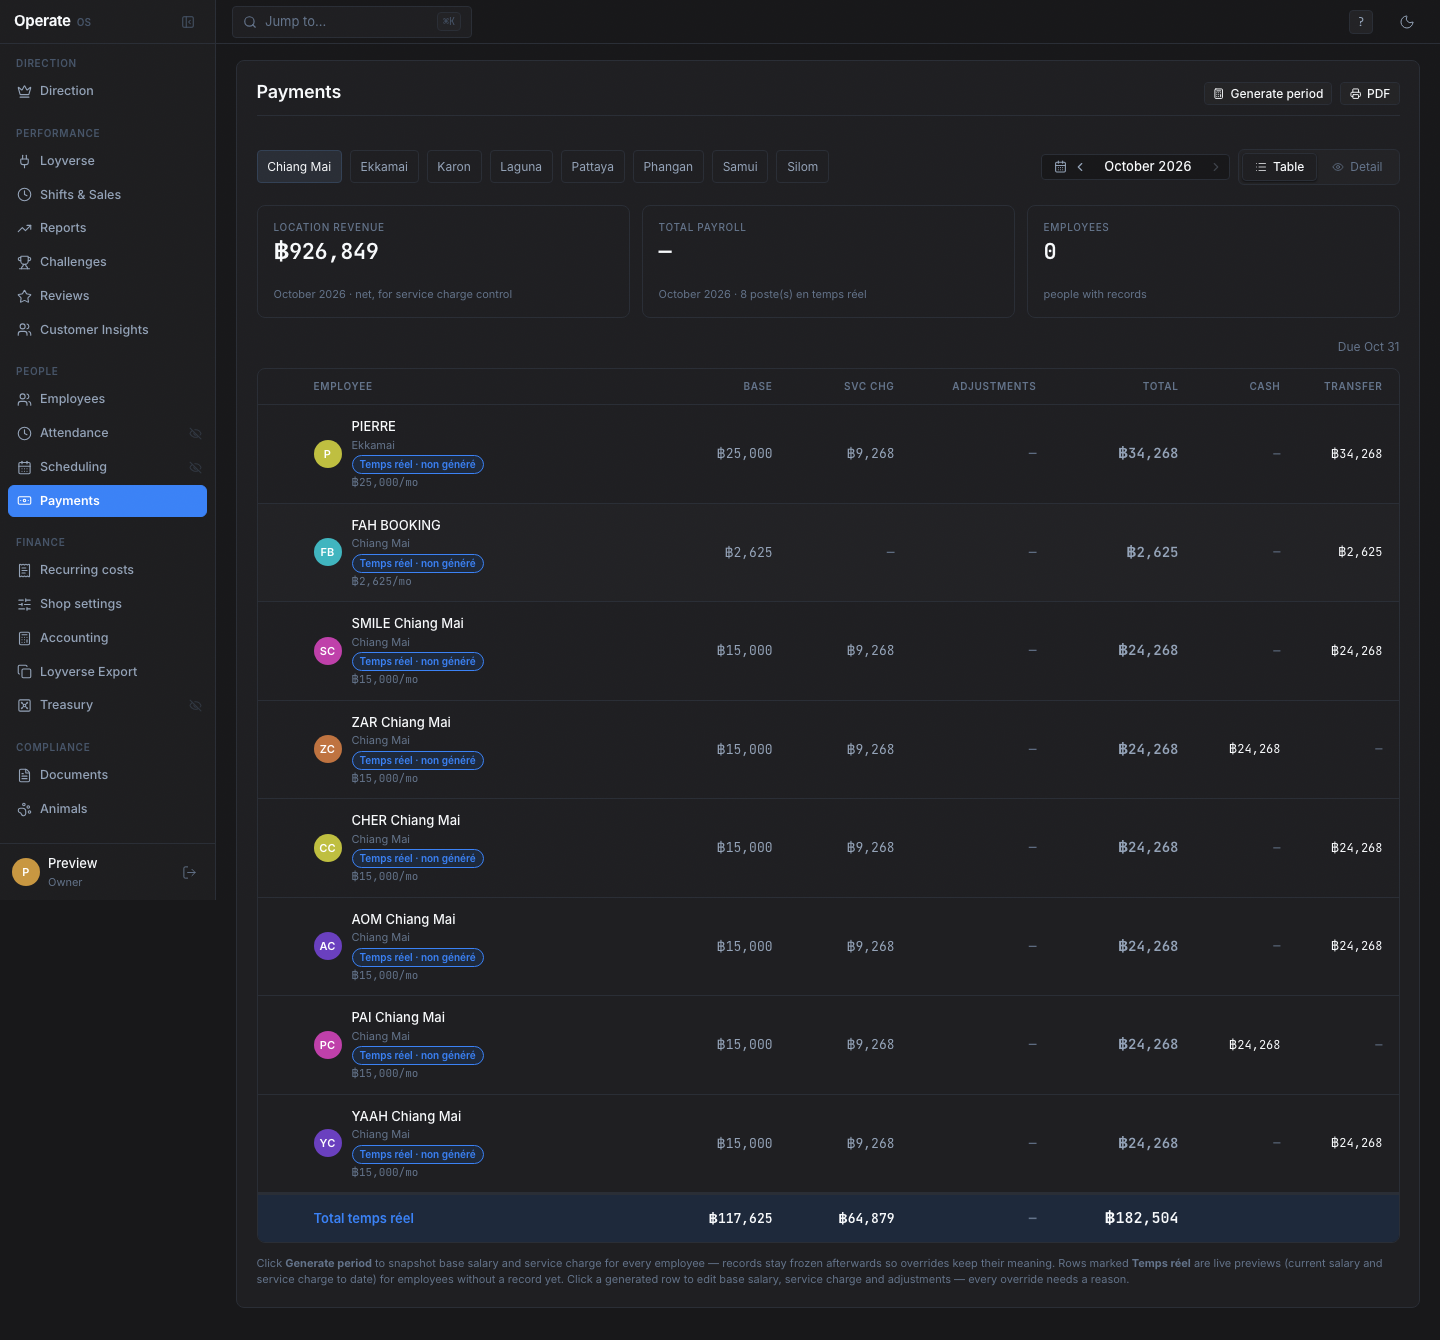 Operate OS
Jump to...
⌘K
?
DIRECTION
Direction
PERFORMANCE
Loyverse
Shifts & Sales
Reports
Challenges
Reviews
Customer Insights
PEOPLE
Employees
Attendance
Scheduling
Payments
FINANCE
Recurring costs
Shop settings
Accounting
Loyverse Export
Treasury
COMPLIANCE
Documents
Animals
P
Preview
Owner
Payments
Generate period
PDF
Chiang Mai Ekkamai Karon Laguna Pattaya Phangan Samui Silom
October 2026
Table
Detail
LOCATION REVENUE
฿926,849
October 2026 · net, for service charge control
TOTAL PAYROLL
—
October 2026 · 8 poste(s) en temps réel
EMPLOYEES
0
people with records
Due Oct 31
EMPLOYEE BASE SVC CHG ADJUSTMENTS TOTAL CASH TRANSFER
PIERRE
Ekkamai
P Temps réel · non généré ฿25,000 ฿9,268 — ฿34,268 — ฿34,268
฿25,000/mo
FAH BOOKING
Chiang Mai
FB Temps réel · non généré ฿2,625 — — ฿2,625 — ฿2,625
฿2,625/mo
SMILE Chiang Mai
Chiang Mai
SC Temps réel · non généré ฿15,000 ฿9,268 — ฿24,268 — ฿24,268
฿15,000/mo
ZAR Chiang Mai
Chiang Mai
ZC Temps réel · non généré ฿15,000 ฿9,268 — ฿24,268 ฿24,268 —
฿15,000/mo
CHER Chiang Mai
Chiang Mai
CC Temps réel · non généré ฿15,000 ฿9,268 — ฿24,268 — ฿24,268
฿15,000/mo
AOM Chiang Mai
Chiang Mai
AC Temps réel · non généré ฿15,000 ฿9,268 — ฿24,268 — ฿24,268
฿15,000/mo
PAI Chiang Mai
Chiang Mai
PC Temps réel · non généré ฿15,000 ฿9,268 — ฿24,268 ฿24,268 —
฿15,000/mo
YAAH Chiang Mai
Chiang Mai
YC Temps réel · non généré ฿15,000 ฿9,268 — ฿24,268 — ฿24,268
฿15,000/mo
Total temps réel ฿117,625 ฿64,879 — ฿182,504
Click Generate period to snapshot base salary and service charge for every employee — records stay frozen afterwards so overrides keep their meaning. Rows marked Temps réel are live previews (current salary and
service charge to date) for employees without a record yet. Click a generated row to edit base salary, service charge and adjustments — every override needs a reason.